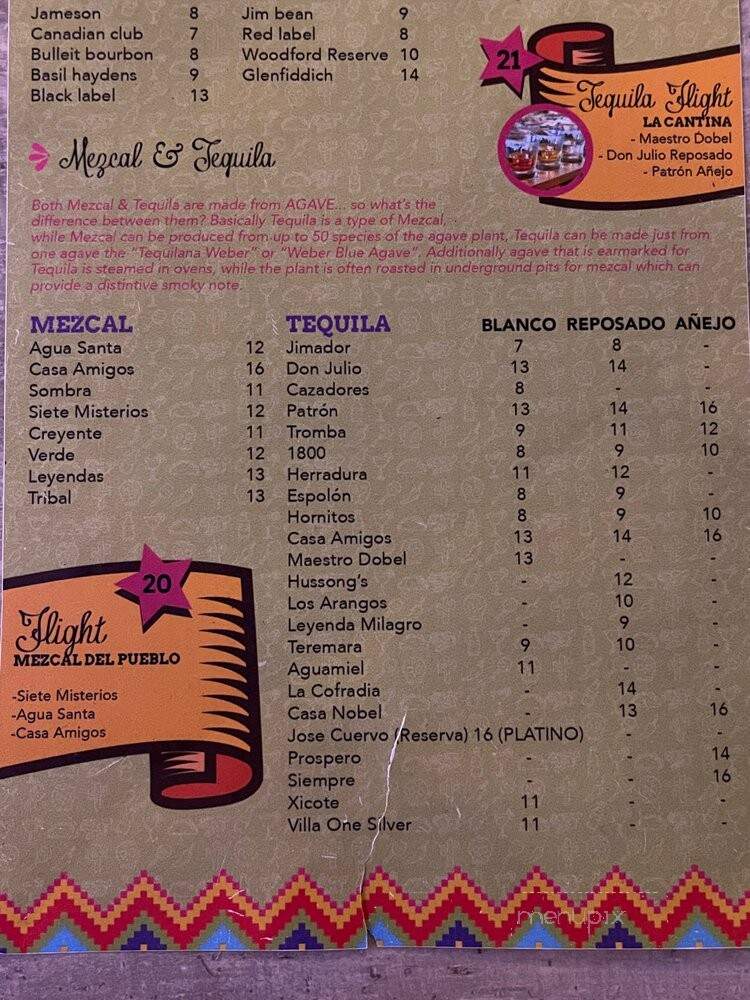 Jameson 8 Jim bean 9
Canadian club 7 Red label 8
Bulleit bourbon 8 Woodford Reserve 10
Basil haydens 9 Glenfiddich 14
Black label 13
21
Tequila Flight
LA CANTINA
- Maestro Dobel
- Don Julio Reposado
- Patrón Añejo
Mezcal & Tequila
Both Mezcal & Tequila are made from AGAVE... so what's the
difference between them? Basically Tequila is a type of Mezcal,
while Mezcal can be produced from up to 50 species of the agave plant, Tequila can be made just from
one agave the "Tequilana Weber" or "Weber Blue Agave". Additionally agave that is earmarked for
Tequila is steamed in ovens, while the plant is often roasted in underground pits for mezcal which can
provide a distintive smoky note.
MEZCAL
Agua Santa 12
Casa Amigos 16
Sombra 11
Siete Misterios 12
Creyente 11
Verde 12
Leyendas 13
Tribal 13
20
Flight
MEZCAL DEL PUEBLO
-Siete Misterios
-Agua Santa
-Casa Amigos
TEQUILA BLANCO REPOSADO AÑEJO
Jimador 7 8 -
Don Julio 13 14 -
Cazadores 8 - -
Patrón 13 14 16
Tromba 9 11 12
1800 8 9 10
Herradura 11 12 -
Espolón 8 9 -
Hornitos 8 9 10
Casa Amigos 13 14 16
Maestro Dobel 13 - -
Hussong's - 12 -
Los Arangos - 10 -
Leyenda Milagro - 9 -
Teremara 9 10 -
Aguamiel 11 - -
La Cofradia - 14 -
Casa Nobel - 13 16
Jose Cuervo (Reserva) 16 (PLATINO) - -
Prospero - - 14
Siempre - - 16
Xicote 11 - -
Villa One Silver 11 - -
menupix